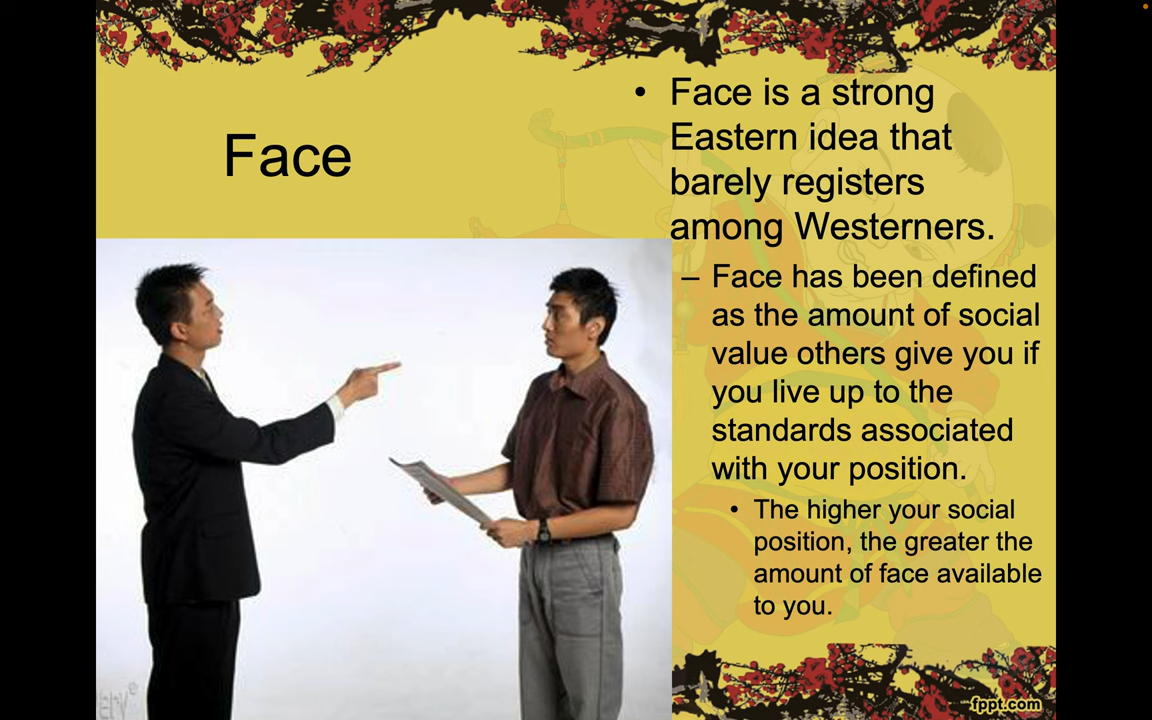 Face
• Face is a strong
Eastern idea that
barely registers
among Westerners.
– Face has been defined
as the amount of social
value others give you if
you live up to the
standards associated
with your position.
• The higher your social
position, the greater the
amount of face available
to you.
fppt.com